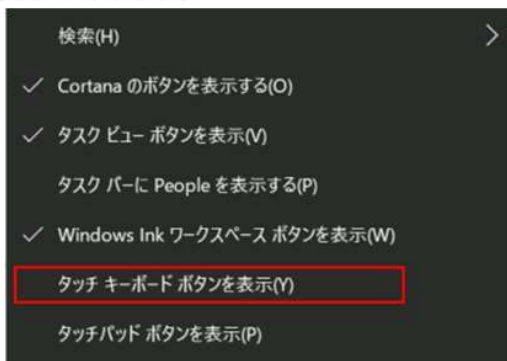 検索(H)
Cortana のボタンを表示する(O)
タスク ビュー ボタンを表示(V)
タスク バーに People を表示する(P)
Windows Ink ワークスペース ボタンを表示(W)
タッチ キーボード ボタンを表示(Y)
タッチパッド ボタンを表示(P)